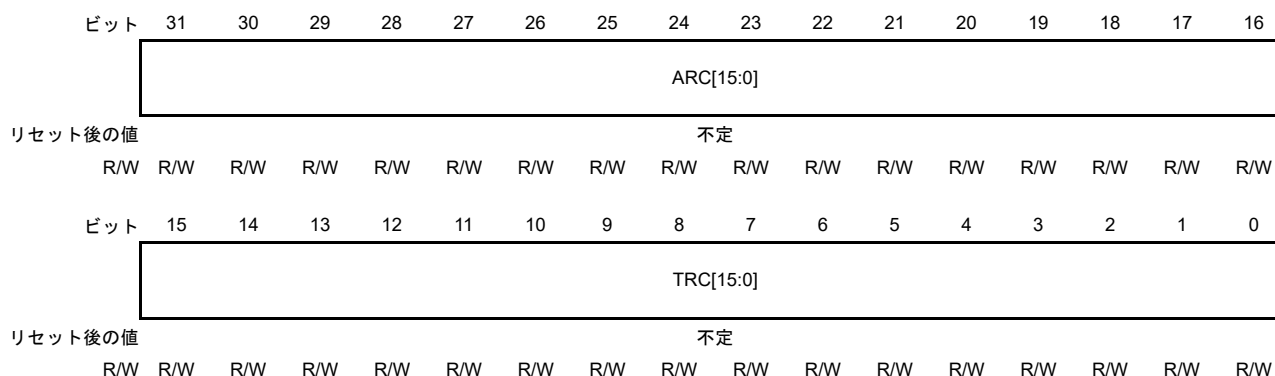 ビット 31 30 29 28 27 26 25 24 23 22 21 20 19 18 17 16
ARC[15:0]
リセット後の値 不定
R/W R/W R/W R/W R/W R/W R/W R/W R/W R/W R/W R/W R/W R/W R/W R/W R/W
ビット 15 14 13 12 11 10 9 8 7 6 5 4 3 2 1 0
TRC[15:0]
リセット後の値 不定
R/W R/W R/W R/W R/W R/W R/W R/W R/W R/W R/W R/W R/W R/W R/W R/W R/W